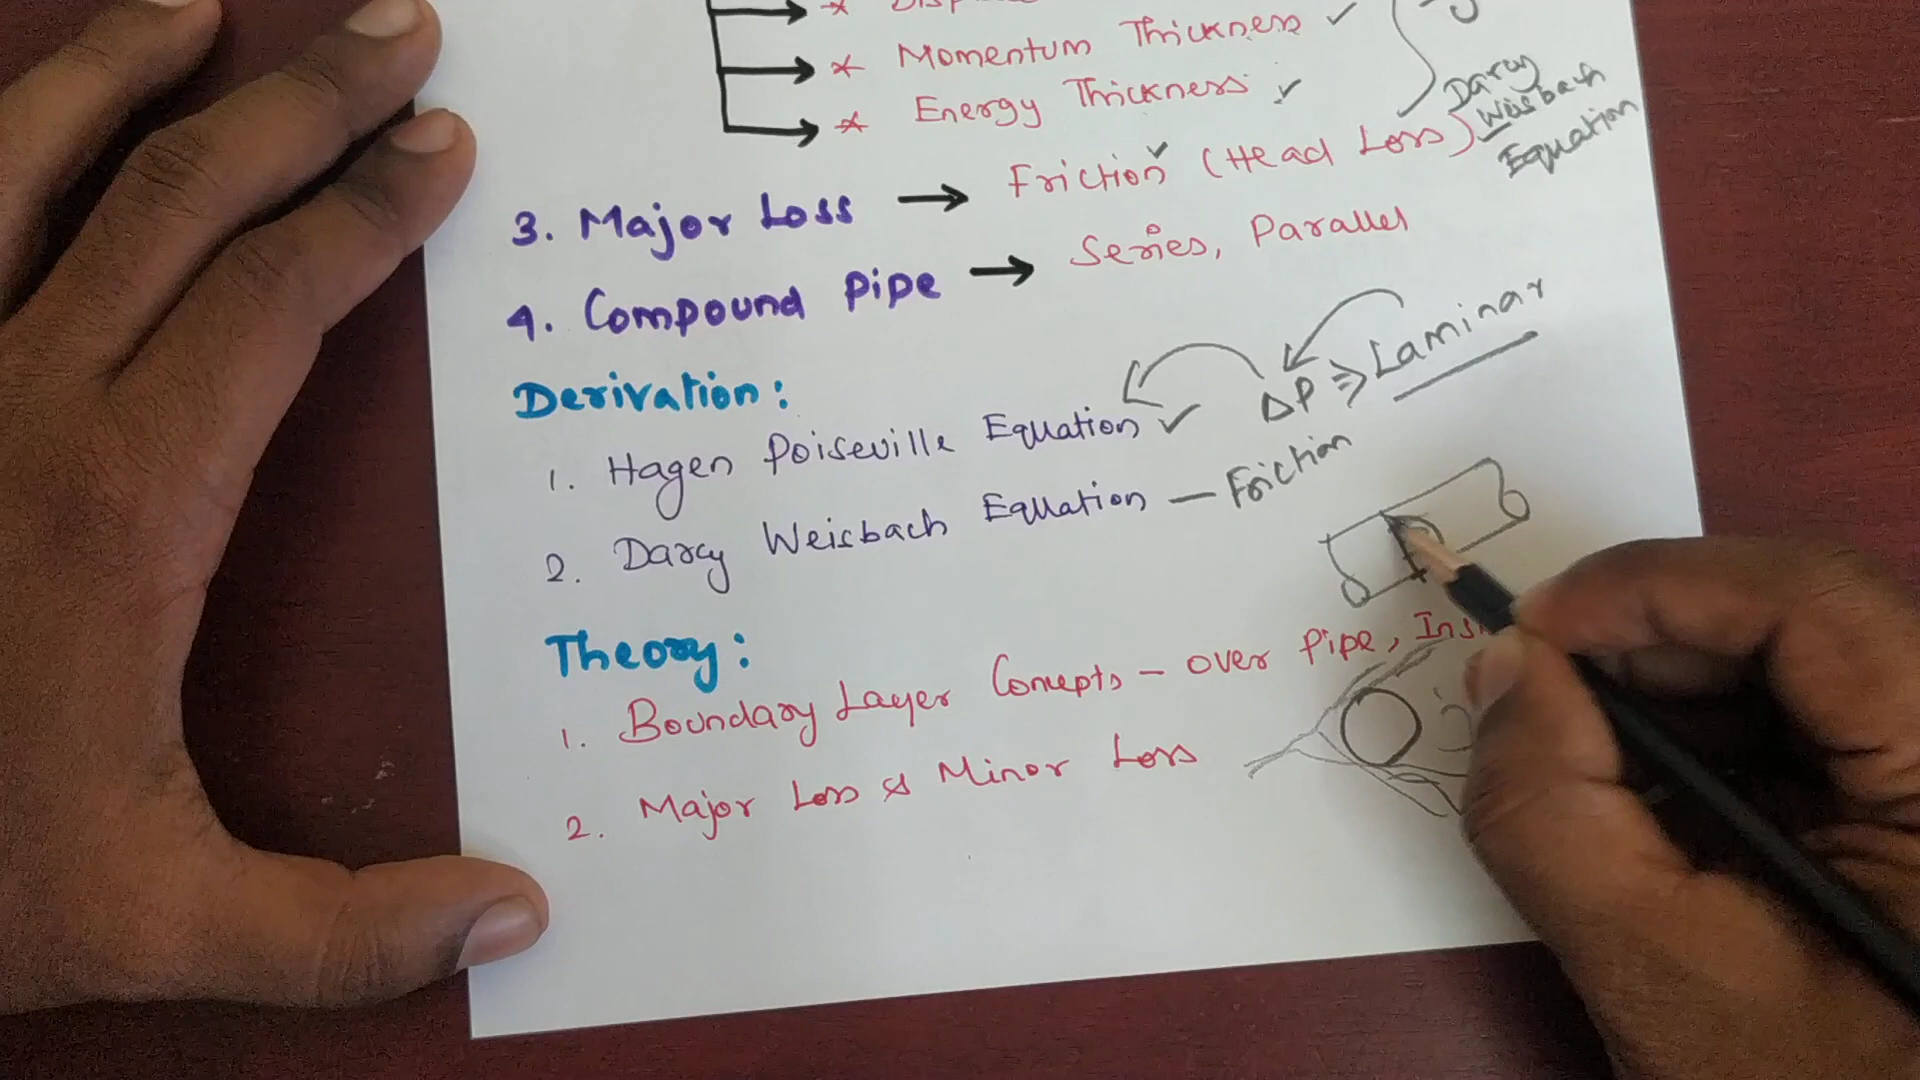 * Momentum Thickness ✓
* Energy Thickness ✓
Darcy
Weisbach
Equation
3. Major Loss → Friction ✓ (Head Loss)
4. Compound Pipe → Series, Parallel
Derivation:
ΔP ⇒ Laminar
1. Hagen Poiseville Equation ✓
2. Darcy Weisbach Equation — Friction
Theory:
1. Boundary Layer Concepts - over Pipe,
2. Major Loss & Minor Loss